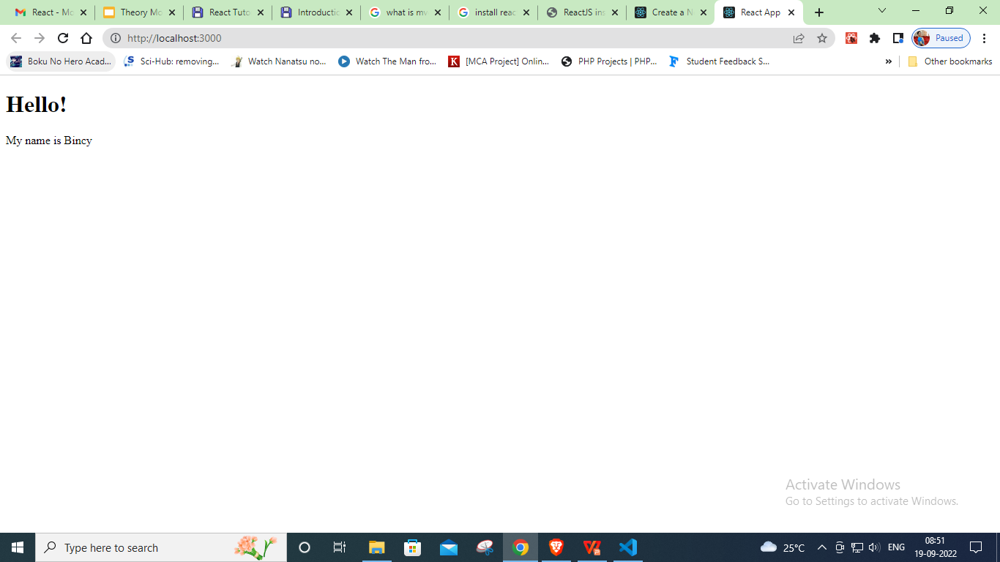 React - Mo
Theory Mo
React Tuto
Introductio
what is mv
install reac
ReactJS ins
Create a N
React App
http://localhost:3000
Paused
Boku No Hero Acad...
Sci-Hub: removing...
Watch Nanatsu no...
Watch The Man fro...
[MCA Project] Onlin...
PHP Projects | PHP...
Student Feedback S...
»
Other bookmarks
Hello!
My name is Bincy
Activate Windows
Go to Settings to activate Windows.
Type here to search
25°C
ENG
08:51
19-09-2022